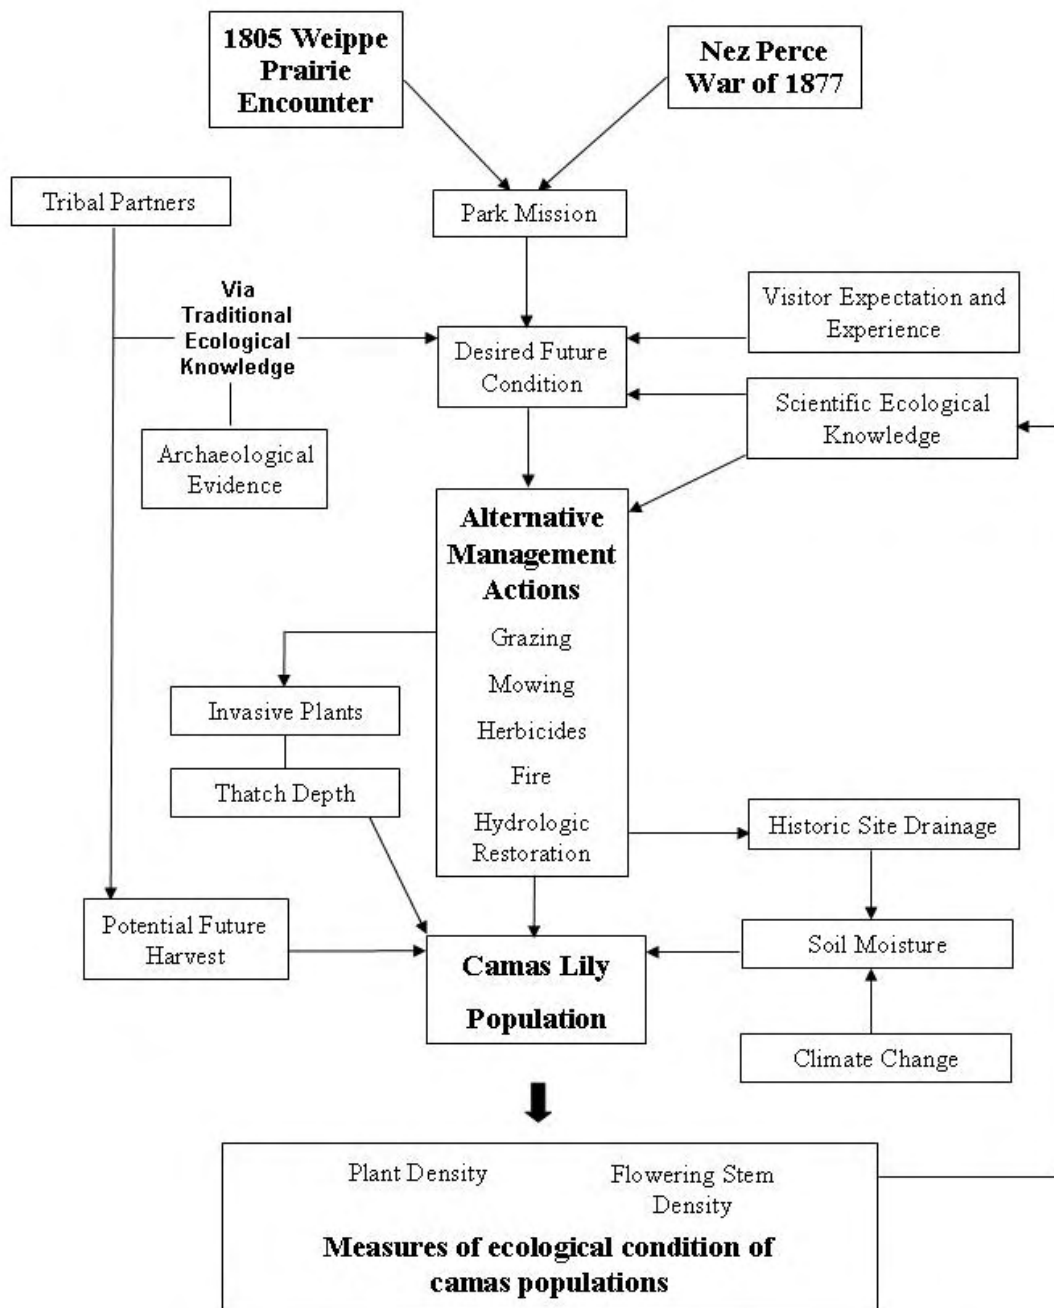 1805 Weippe
Prairie
Encounter
Nez Perce
War of 1877
Tribal Partners
Park Mission
Via
Traditional
Ecological
Knowledge
Visitor Expectation and
Experience
Desired Future
Condition
Scientific Ecological
Knowledge
Archaeological
Evidence
Alternative
Management
Actions
Grazing
Mowing
Herbicides
Fire
Hydrologic
Restoration
Invasive Plants
Thatch Depth
Historic Site Drainage
Potential Future
Harvest
Soil Moisture
Camas Lily
Population
Climate Change
Plant Density
Flowering Stem
Density
Measures of ecological condition of
camas populations